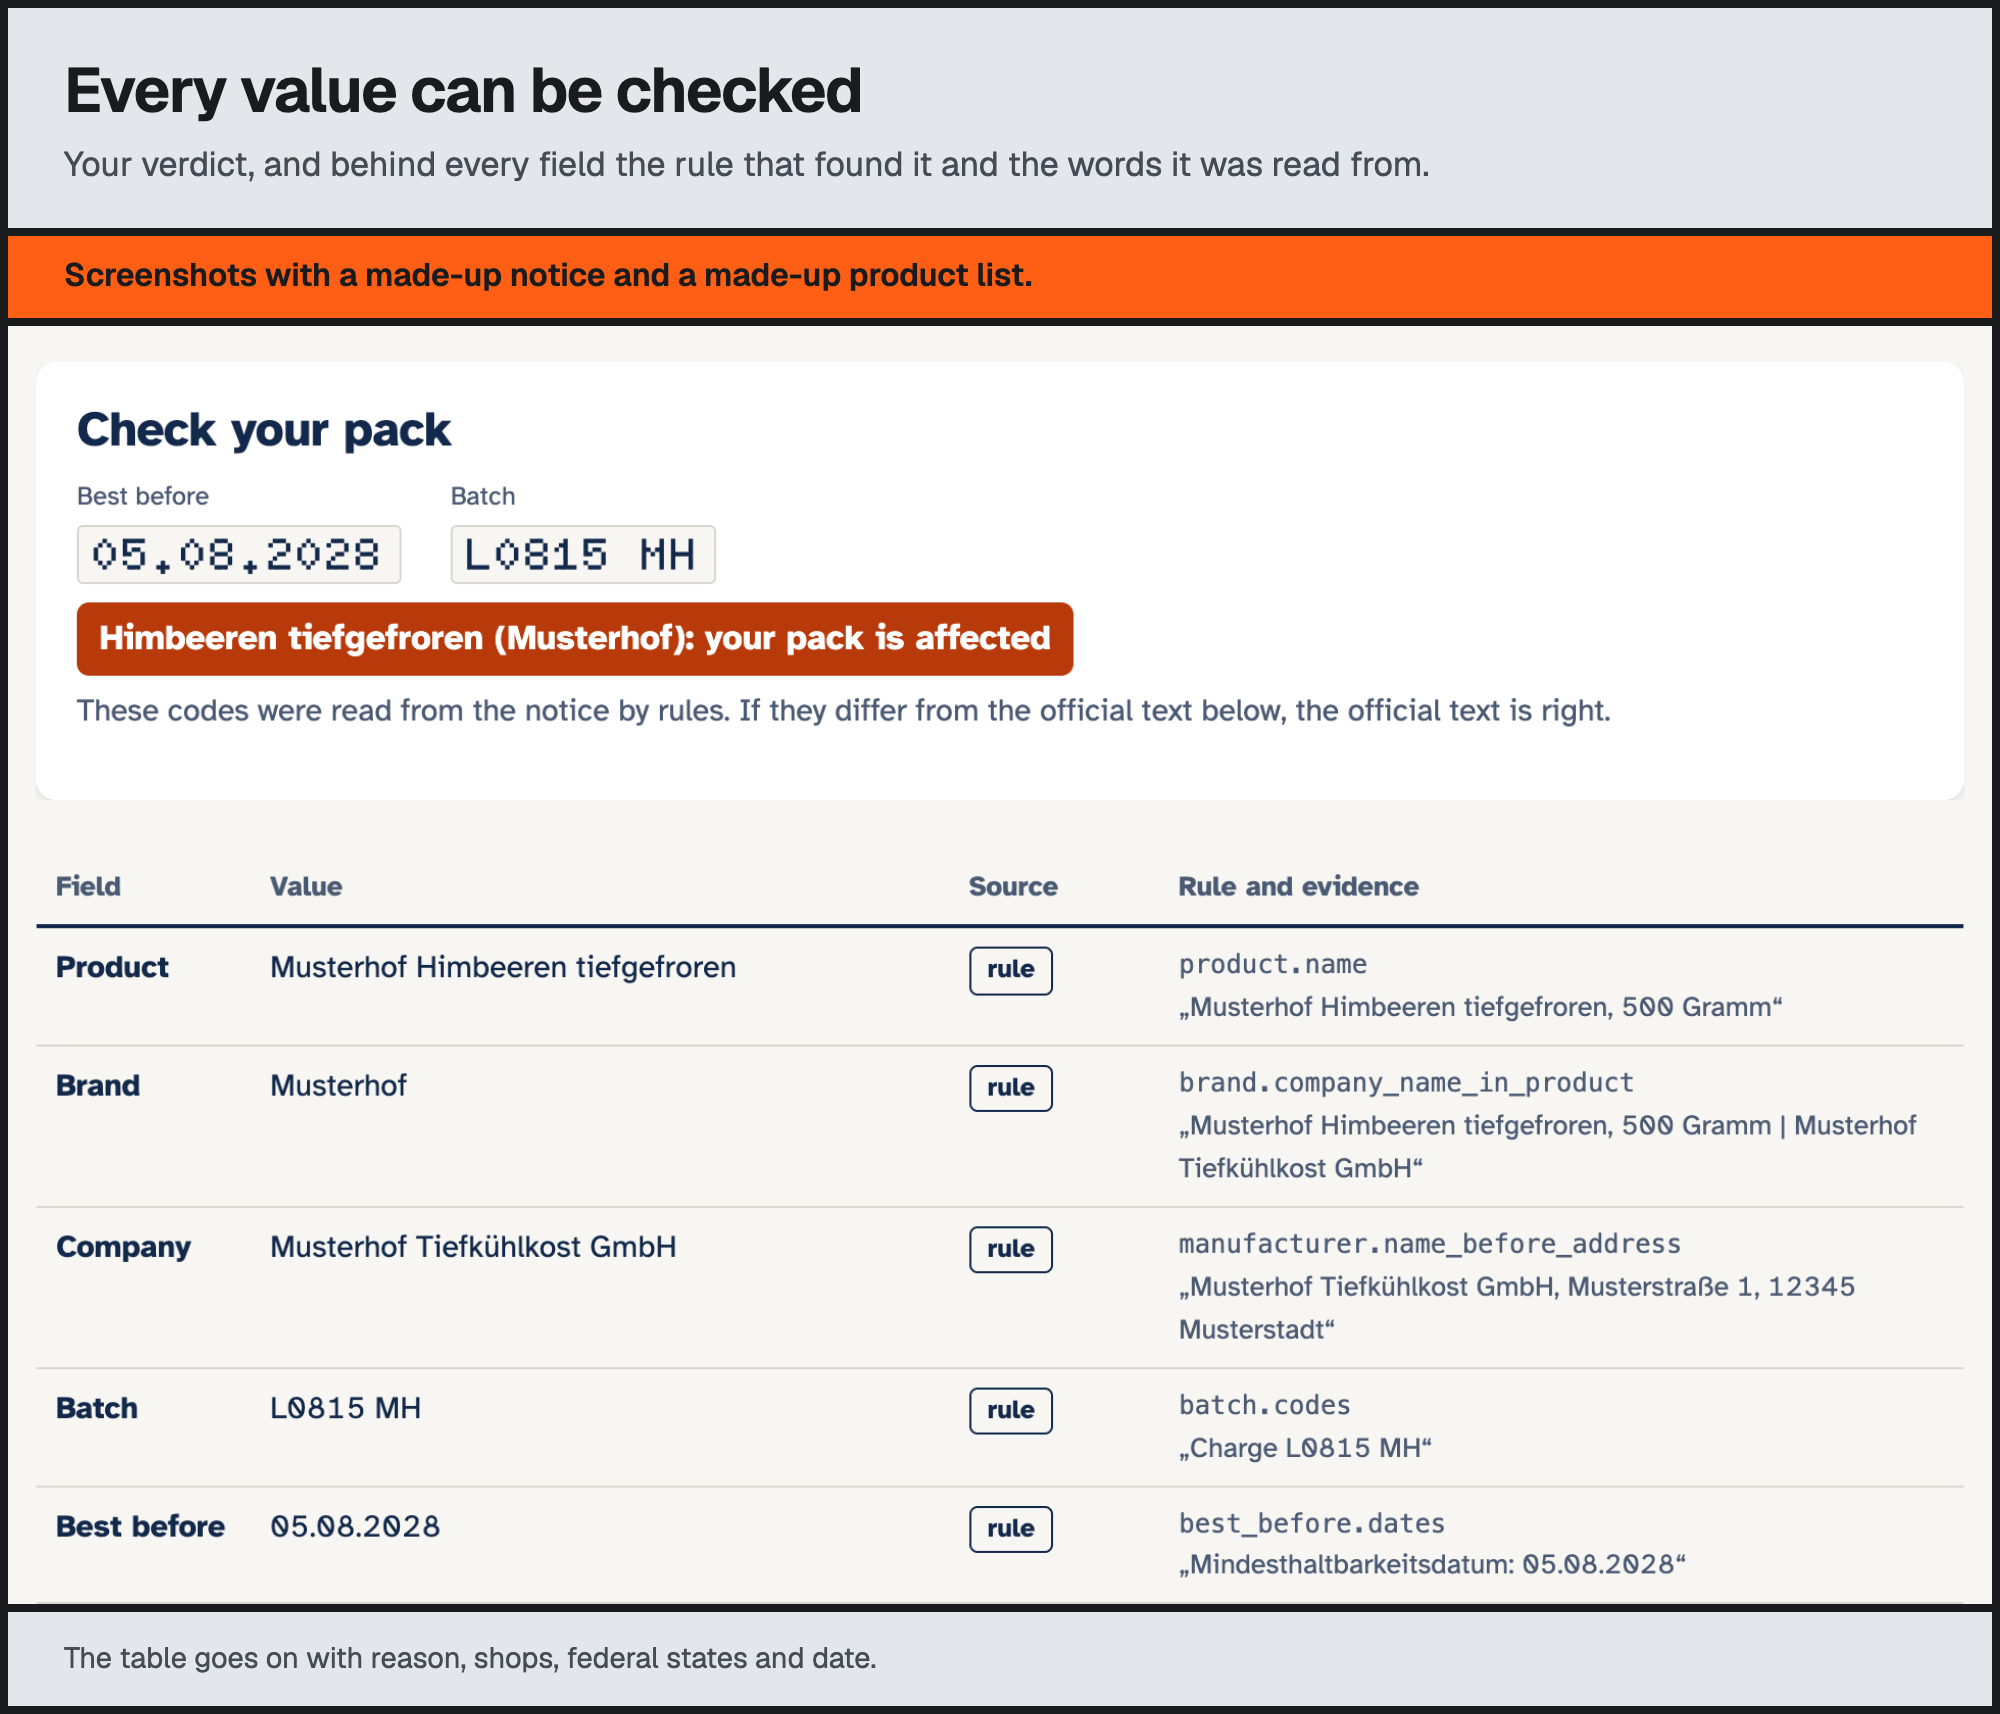 Every value can be checked
Your verdict, and behind every field the rule that found it and the words it was read from.
Screenshots with a made-up notice and a made-up product list.
Check your pack
Best before
Batch
05.08.2028
L0815 MH
Himbeeren tiefgefroren (Musterhof): your pack is affected
These codes were read from the notice by rules. If they differ from the official text below, the official text is right.
Field Value Source Rule and evidence
Product Musterhof Himbeeren tiefgefroren rule product.name
„Musterhof Himbeeren tiefgefroren, 500 Gramm“
Brand Musterhof rule brand.company_name_in_product
„Musterhof Himbeeren tiefgefroren, 500 Gramm | Musterhof
Tiefkühlkost GmbH“
Company Musterhof Tiefkühlkost GmbH rule manufacturer.name_before_address
„Musterhof Tiefkühlkost GmbH, Musterstraße 1, 12345
Musterstadt“
Batch L0815 MH rule batch.codes
„Charge L0815 MH“
Best before 05.08.2028 rule best_before.dates
„Mindesthaltbarkeitsdatum: 05.08.2028“
The table goes on with reason, shops, federal states and date.